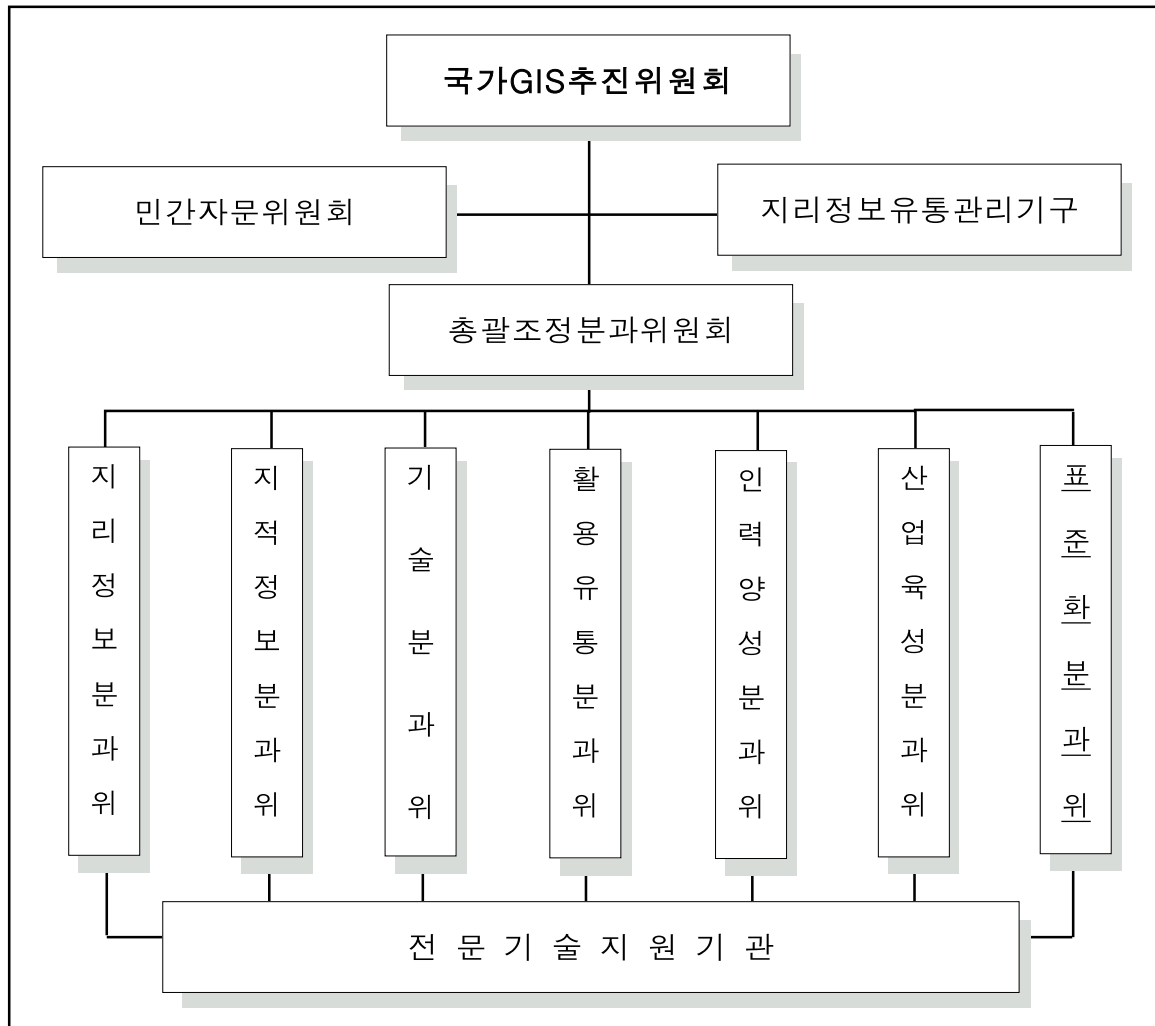 국가GIS추진위원회
민간자문위원회
지리정보유통관리기구
총괄조정분과위원회
지리정보분과위
지적정보분과위
기술분과위
활용유통분과위
인력양성분과위
산업육성분과위
표준화분과위
전문기술지원기관